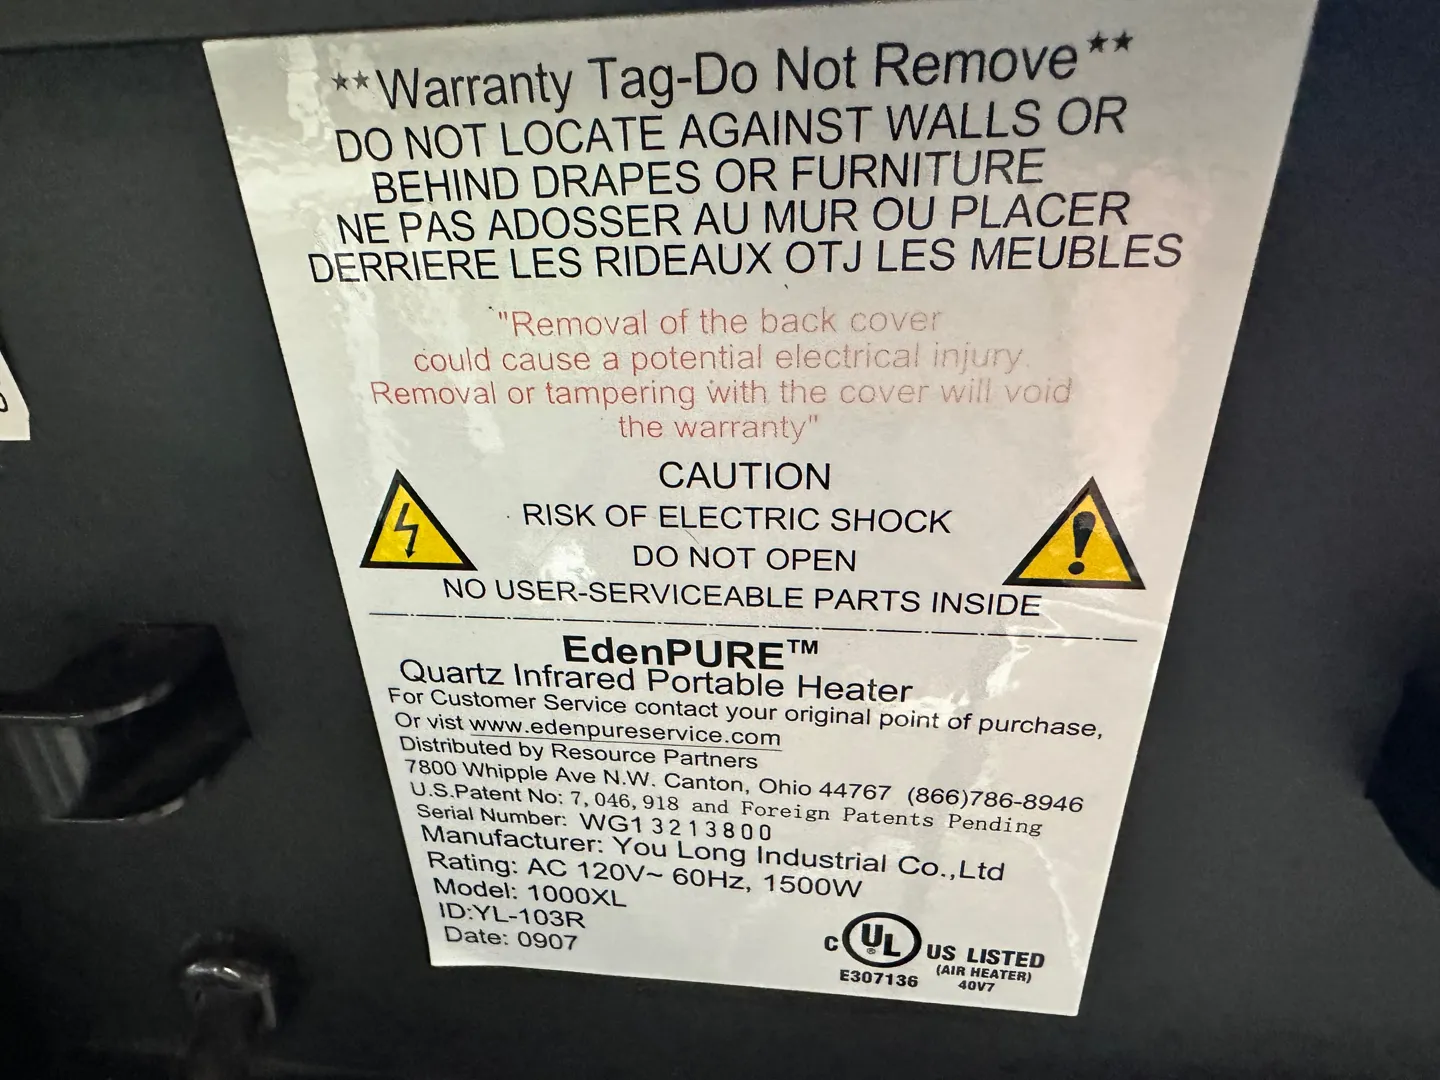 **Warranty Tag-Do Not Remove**
DO NOT LOCATE AGAINST WALLS OR
BEHIND DRAPES OR FURNITURE
NE PAS ADOSSER AU MUR OU PLACER
DERRIERE LES RIDEAUX OTJ LES MEUBLES
"Removal of the back cover
could cause a potential electrical injury.
Removal or tampering with the cover will void
the warranty"
CAUTION
RISK OF ELECTRIC SHOCK
DO NOT OPEN
NO USER-SERVICEABLE PARTS INSIDE
EdenPURE™
Quartz Infrared Portable Heater
For Customer Service contact your original point of purchase,
Or vist www.edenpureservice.com
Distributed by Resource Partners
7800 Whipple Ave N.W. Canton, Ohio 44767 (866)786-8946
U.S.Patent No: 7,046,918 and Foreign Patents Pending
Serial Number: WG13213800
Manufacturer: You Long Industrial Co.,Ltd
Rating: AC 120V~ 60Hz, 1500W
Model: 1000XL
ID:YL-103R
Date: 0907
C UL® US LISTED
(AIR HEATER)
E307136 40V7